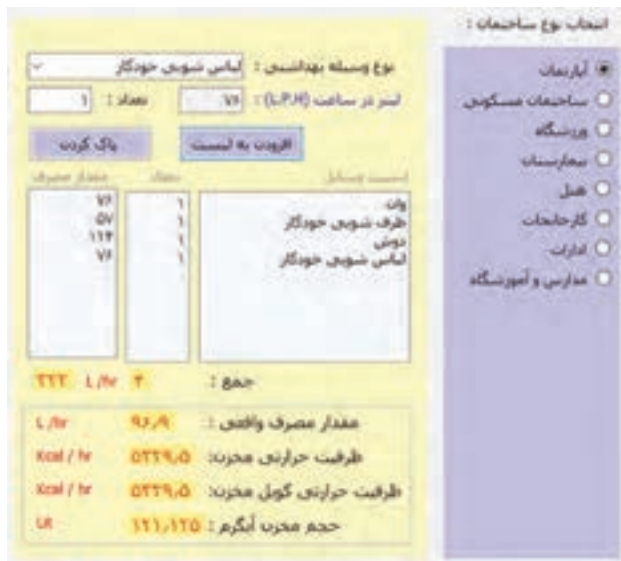 انتخاب نوع ساختمان :
آپارتمان
ساختمان مسکونی
ورزشگاه
بیمارستان
هتل
کارخانجات
ادارات
مدارس و آموزشگاه
نوع وسیله بهداشتی : لباس شویی خودکار
لیتر در ساعت (L.P.H) : ۷۶ تعداد : ۱
افزودن به لیست پاک کردن
لیست وسایل تعداد مقدار مصرف
وان ۱ ۷۶
ظرف شویی خودکار ۱ ۵۷
دوش ۱ ۱۱۴
لباس شویی خودکار ۱ ۷۶
جمع : ۴ ۳۲۳ L /hr
مقدار مصرف واقعی : ۹۶٫۹ L /hr
ظرفیت حرارتی مخزن: ۵۳۲۹٫۵ Kcal / hr
ظرفیت حرارتی کویل مخزن: ۵۳۲۹٫۵ Kcal / hr
حجم مخزن آبگرم : ۱۲۱٫۱۲۵ Lit